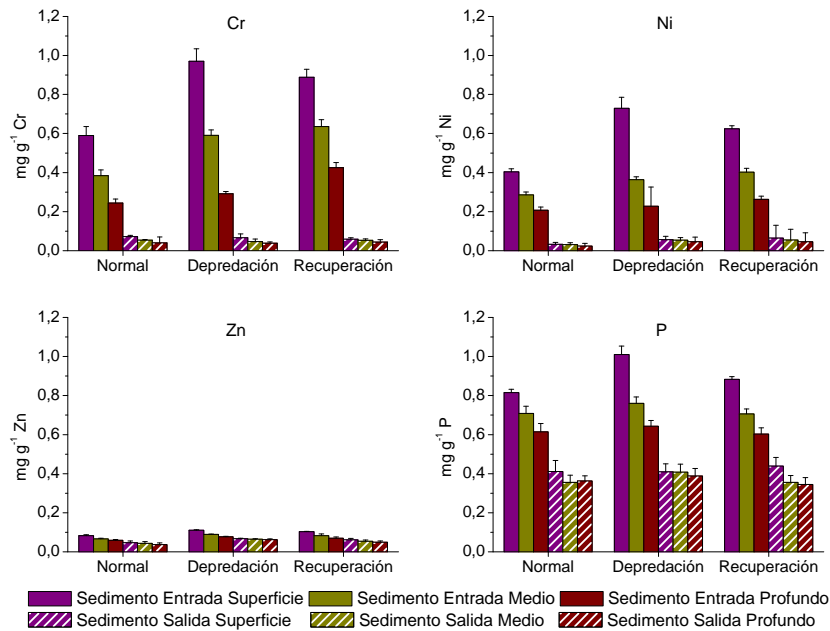 Cr
1,2
1,0
0,8
0,6
0,4
0,2
0,0
mg g-1 Cr
Normal Depredación Recuperación
Ni
1,2
1,0
0,8
0,6
0,4
0,2
0,0
mg g-1 Ni
Normal Depredación Recuperación
Zn
1,2
1,0
0,8
0,6
0,4
0,2
0,0
mg g-1 Zn
Normal Depredación Recuperación
P
1,2
1,0
0,8
0,6
0,4
0,2
0,0
mg g-1 P
Normal Depredación Recuperación
Sedimento Entrada Superficie Sedimento Entrada Medio Sedimento Entrada Profundo
Sedimento Salida Superficie Sedimento Salida Medio Sedimento Salida Profundo